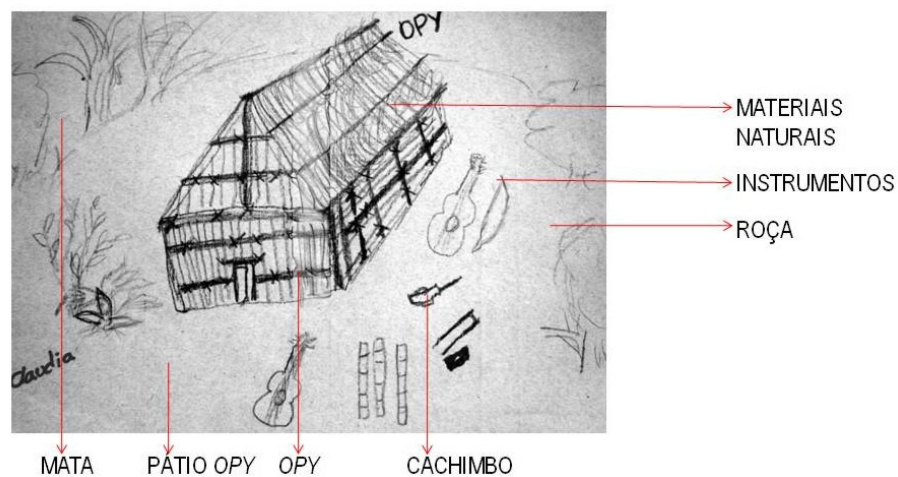 OPY
MATERIAIS
NATURAIS
INSTRUMENTOS
ROÇA
Claudia
MATA
PÁTIO OPY
OPY
CACHIMBO